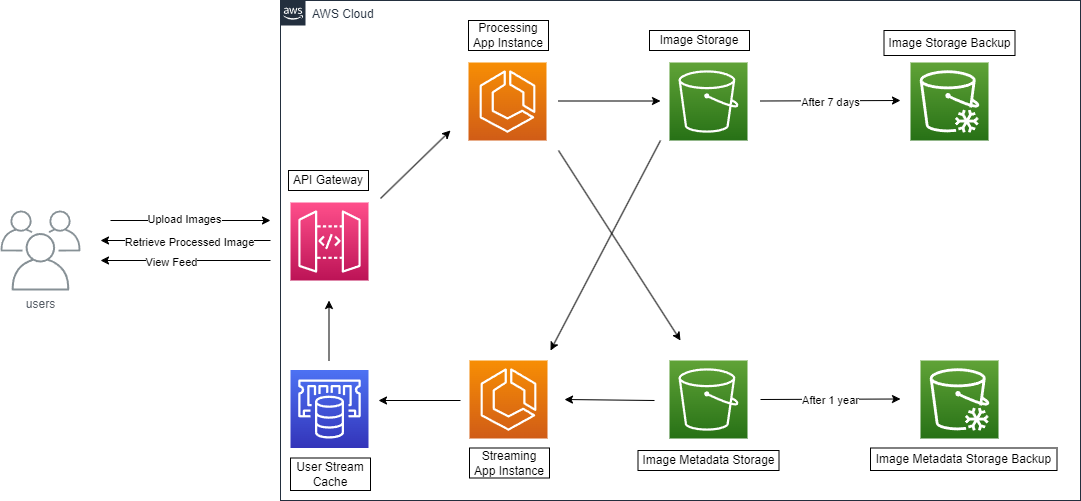 aws
AWS Cloud
Processing
App Instance
Image Storage
Image Storage Backup
After 7 days
API Gateway
</>
Upload Images
Retrieve Processed Image
View Feed
users
After 1 year
User Stream
Cache
Streaming
App Instance
Image Metadata Storage
Image Metadata Storage Backup